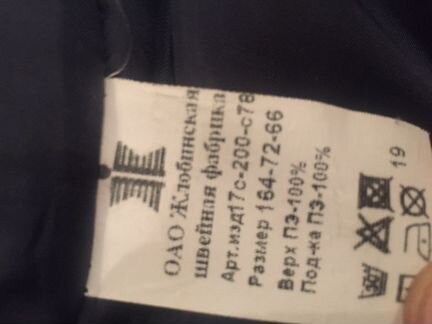 ОАО Жлобинская
швейная фабрика
Арт.изд17с-200-с78
Размер 164-72-66
Верх ПЭ-100%
Под-ка ПЭ-100%
19